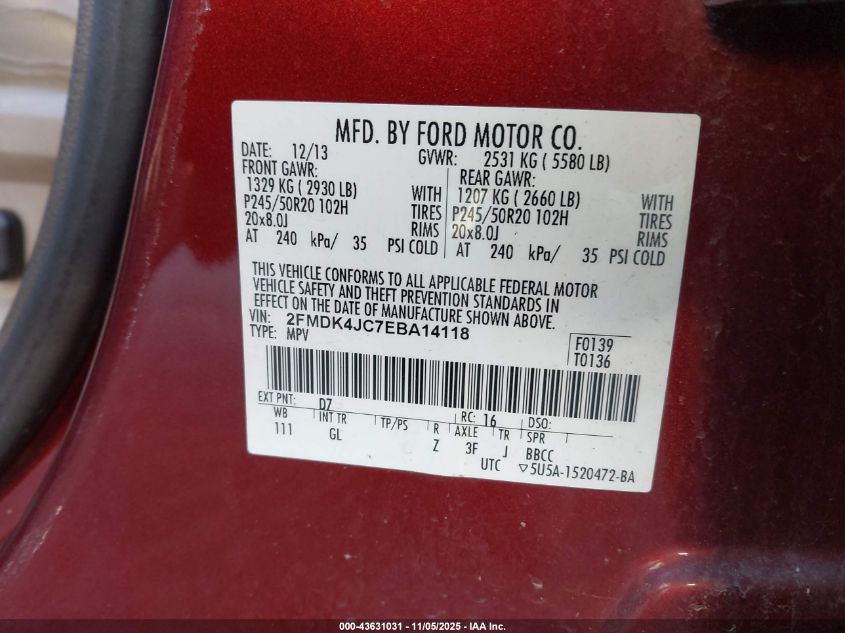 MFD. BY FORD MOTOR CO.
DATE: 12/13 GVWR: 2531 KG ( 5580 LB)
FRONT GAWR: REAR GAWR:
1329 KG ( 2930 LB) WITH 1207 KG ( 2660 LB) WITH
P245/50R20 102H TIRES P245/50R20 102H TIRES
20x8.0J RIMS 20x8.0J RIMS
AT 240 kPa/ 35 PSI COLD AT 240 kPa/ 35 PSI COLD
THIS VEHICLE CONFORMS TO ALL APPLICABLE FEDERAL MOTOR
VEHICLE SAFETY AND THEFT PREVENTION STANDARDS IN
EFFECT ON THE DATE OF MANUFACTURE SHOWN ABOVE.
VIN: 2FMDK4JC7EBA14118
TYPE: MPV
F0139
T0136
EXT PNT: DZ RC: 16 DSO:
WB INT TR TP/PS R AXLE TR SPR
111 GL Z 3F J BBCC
UTC ▽5U5A-1520472-BA
000-43631031 - 11/05/2025 - IAA Inc.